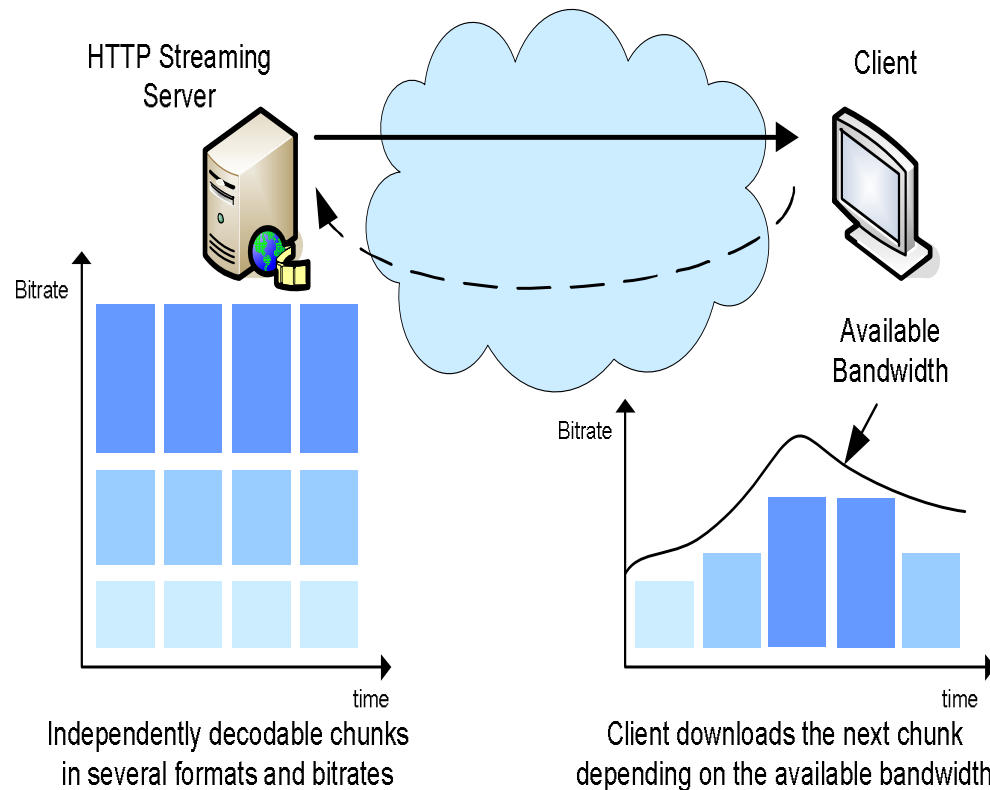 HTTP Streaming
Server
Client
Bitrate
Available
Bandwidth
Bitrate
time
time
Independently decodable chunks
in several formats and bitrates
Client downloads the next chunk
depending on the available bandwidth